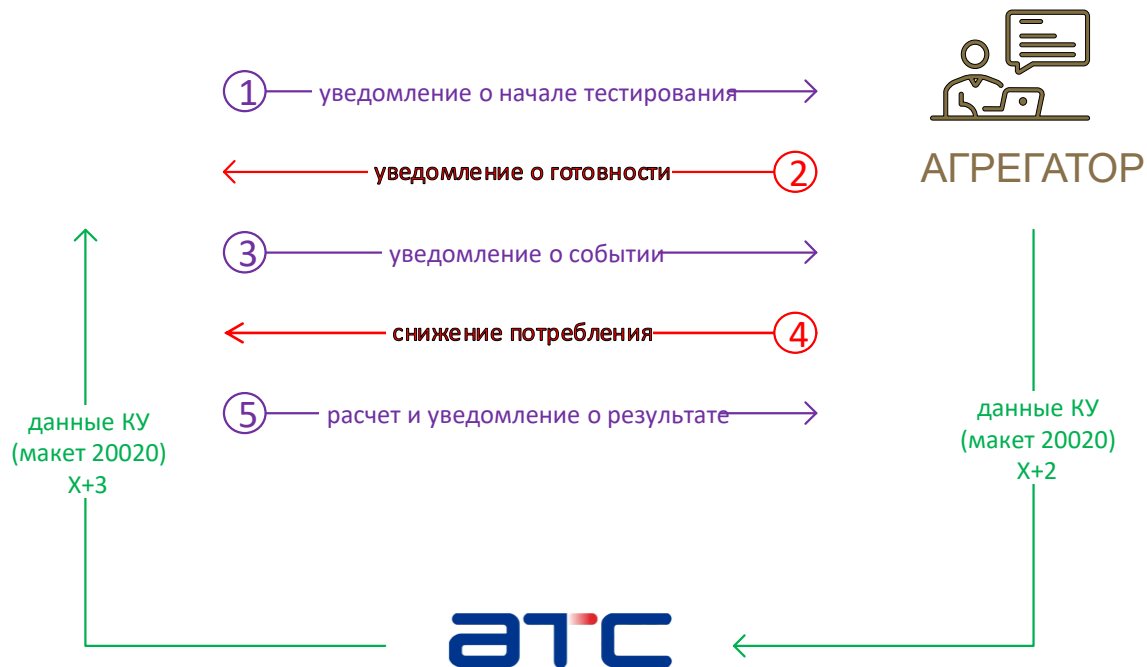 1 уведомление о начале тестирования
уведомление о готовности 2
АГРЕГАТОР
3 уведомление о событии
снижение потребления 4
5 расчет и уведомление о результате
данные КУ
(макет 20020)
X+3
данные КУ
(макет 20020)
X+2
атс